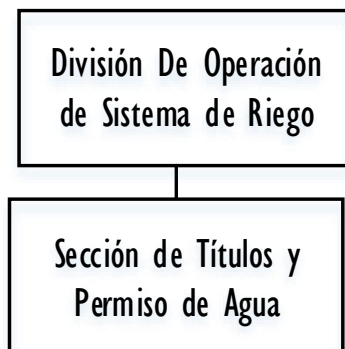 División De Operación
de Sistema de Riego
Sección de Títulos y
Permiso de Agua